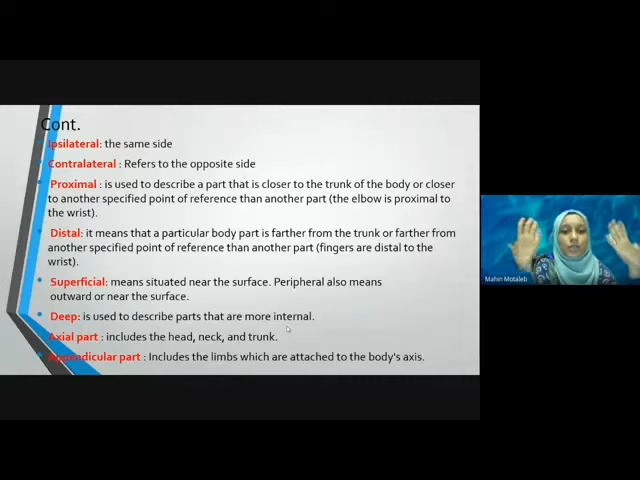 Cont.
Ipsilateral: the same side
Contralateral : Refers to the opposite side
Proximal : is used to describe a part that is closer to the trunk of the body or closer
to another specified point of reference than another part (the elbow is proximal to
the wrist).
Distal: it means that a particular body part is farther from the trunk or farther from
another specified point of reference than another part (fingers are distal to the
wrist).
Superficial: means situated near the surface. Peripheral also means
outward or near the surface.
Deep: is used to describe parts that are more internal.
Axial part : includes the head, neck, and trunk.
Appendicular part : Includes the limbs which are attached to the body's axis.
Mahin Motaleb